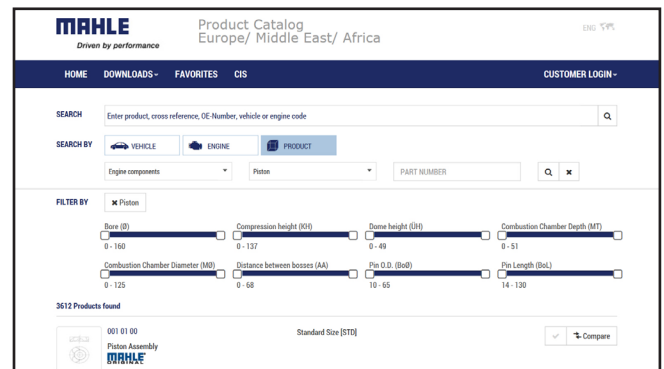 MAHLE
Driven by performance
Product Catalog
Europe/ Middle East/ Africa
ENG
HOME DOWNLOADS FAVORITES CIS CUSTOMER LOGIN
SEARCH Enter product, cross reference, OE-Number, vehicle or engine code
SEARCH BY VEHICLE ENGINE PRODUCT
Engine components Piston PART NUMBER
FILTER BY × Piston
Bore (Ø) Compression height (KH) Dome height (ÜH) Combustion Chamber Depth (MT)
0 - 160 0 - 137 0 - 49 0 - 51
Combustion Chamber Diameter (MØ) Distance between bosses (AA) Pin O.D. (BoØ) Pin Length (BoL)
0 - 125 0 - 68 10 - 65 14 - 130
3612 Products found
001 01 00 Standard Size [STD] Compare
Piston Assembly
MAHLE
ORIGINAL